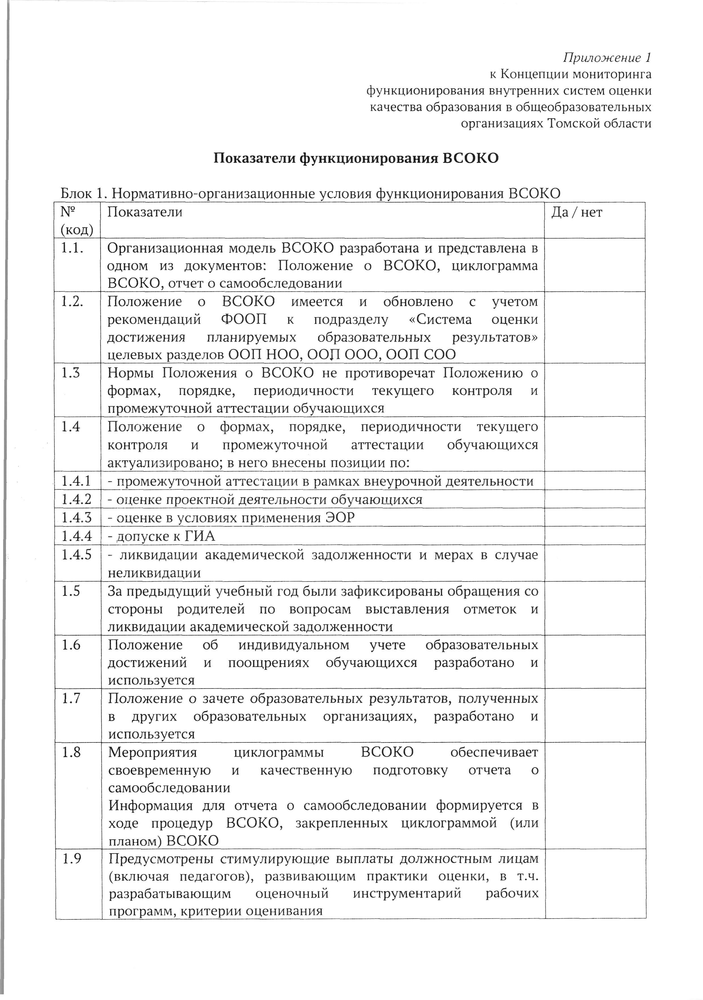 Приложение 1
к Концепции мониторинга
функционирования внутренних систем оценки
качества образования в общеобразовательных
организациях Томской области
Показатели функционирования ВСОКО
Блок 1. Нормативно-организационные условия функционирования ВСОКО
№ Показатели Да / нет
(код)
1.1. Организационная модель ВСОКО разработана и представлена в
одном из документов: Положение о ВСОКО, циклограмма
ВСОКО, отчет о самообследовании
1.2. Положение о ВСОКО имеется и обновлено с учетом
рекомендаций ФООП к подразделу «Система оценки
достижения планируемых образовательных результатов»
целевых разделов ООП НОО, ООП ООО, ООП СОО
1.3 Нормы Положения о ВСОКО не противоречат Положению о
формах, порядке, периодичности текущего контроля и
промежуточной аттестации обучающихся
1.4 Положение о формах, порядке, периодичности текущего
контроля и промежуточной аттестации обучающихся
актуализировано; в него внесены позиции по:
1.4.1 - промежуточной аттестации в рамках внеурочной деятельности
1.4.2 - оценке проектной деятельности обучающихся
1.4.3 - оценке в условиях применения ЭОР
1.4.4 - допуске к ГИА
1.4.5 - ликвидации академической задолженности и мерах в случае
неликвидации
1.5 За предыдущий учебный год были зафиксированы обращения со
стороны родителей по вопросам выставления отметок и
ликвидации академической задолженности
1.6 Положение об индивидуальном учете образовательных
достижений и поощрениях обучающихся разработано и
используется
1.7 Положение о зачете образовательных результатов, полученных
в других образовательных организациях, разработано и
используется
1.8 Мероприятия циклограммы ВСОКО обеспечивает
своевременную и качественную подготовку отчета о
самообследовании
Информация для отчета о самообследовании формируется в
ходе процедур ВСОКО, закрепленных циклограммой (или
планом) ВСОКО
1.9 Предусмотрены стимулирующие выплаты должностным лицам
(включая педагогов), развивающим практики оценки, в т.ч.
разрабатывающим оценочный инструментарий рабочих
программ, критерии оценивания